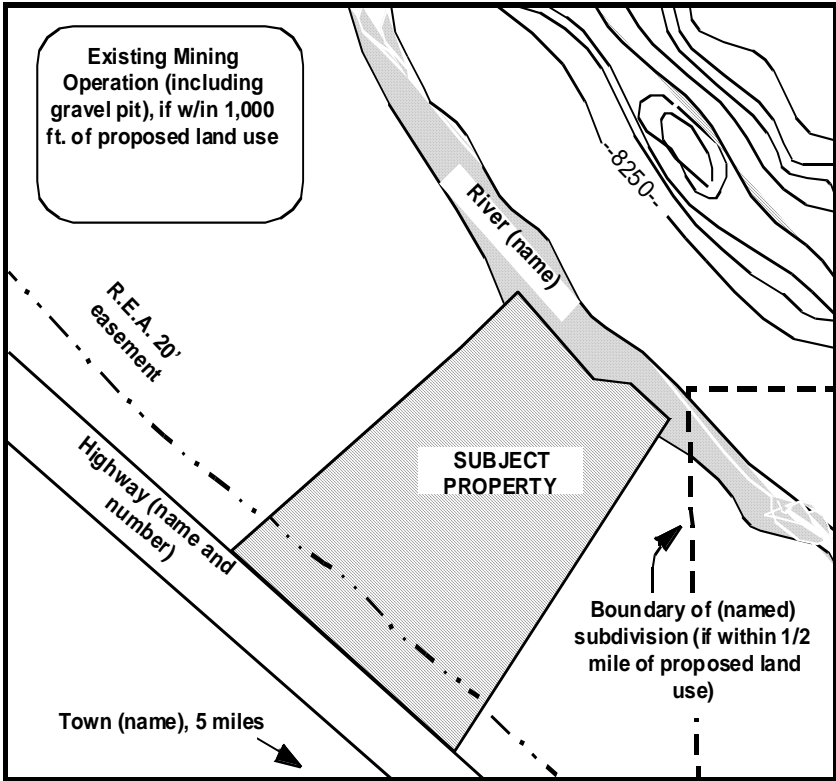 Existing Mining
Operation (including
gravel pit), if w/in 1,000
ft. of proposed land use
--8250--
River (name)
R.E.A. 20'
easement
Highway (name and
number)
SUBJECT
PROPERTY
Boundary of (named)
subdivision (if within 1/2
mile of proposed land
use)
Town (name), 5 miles